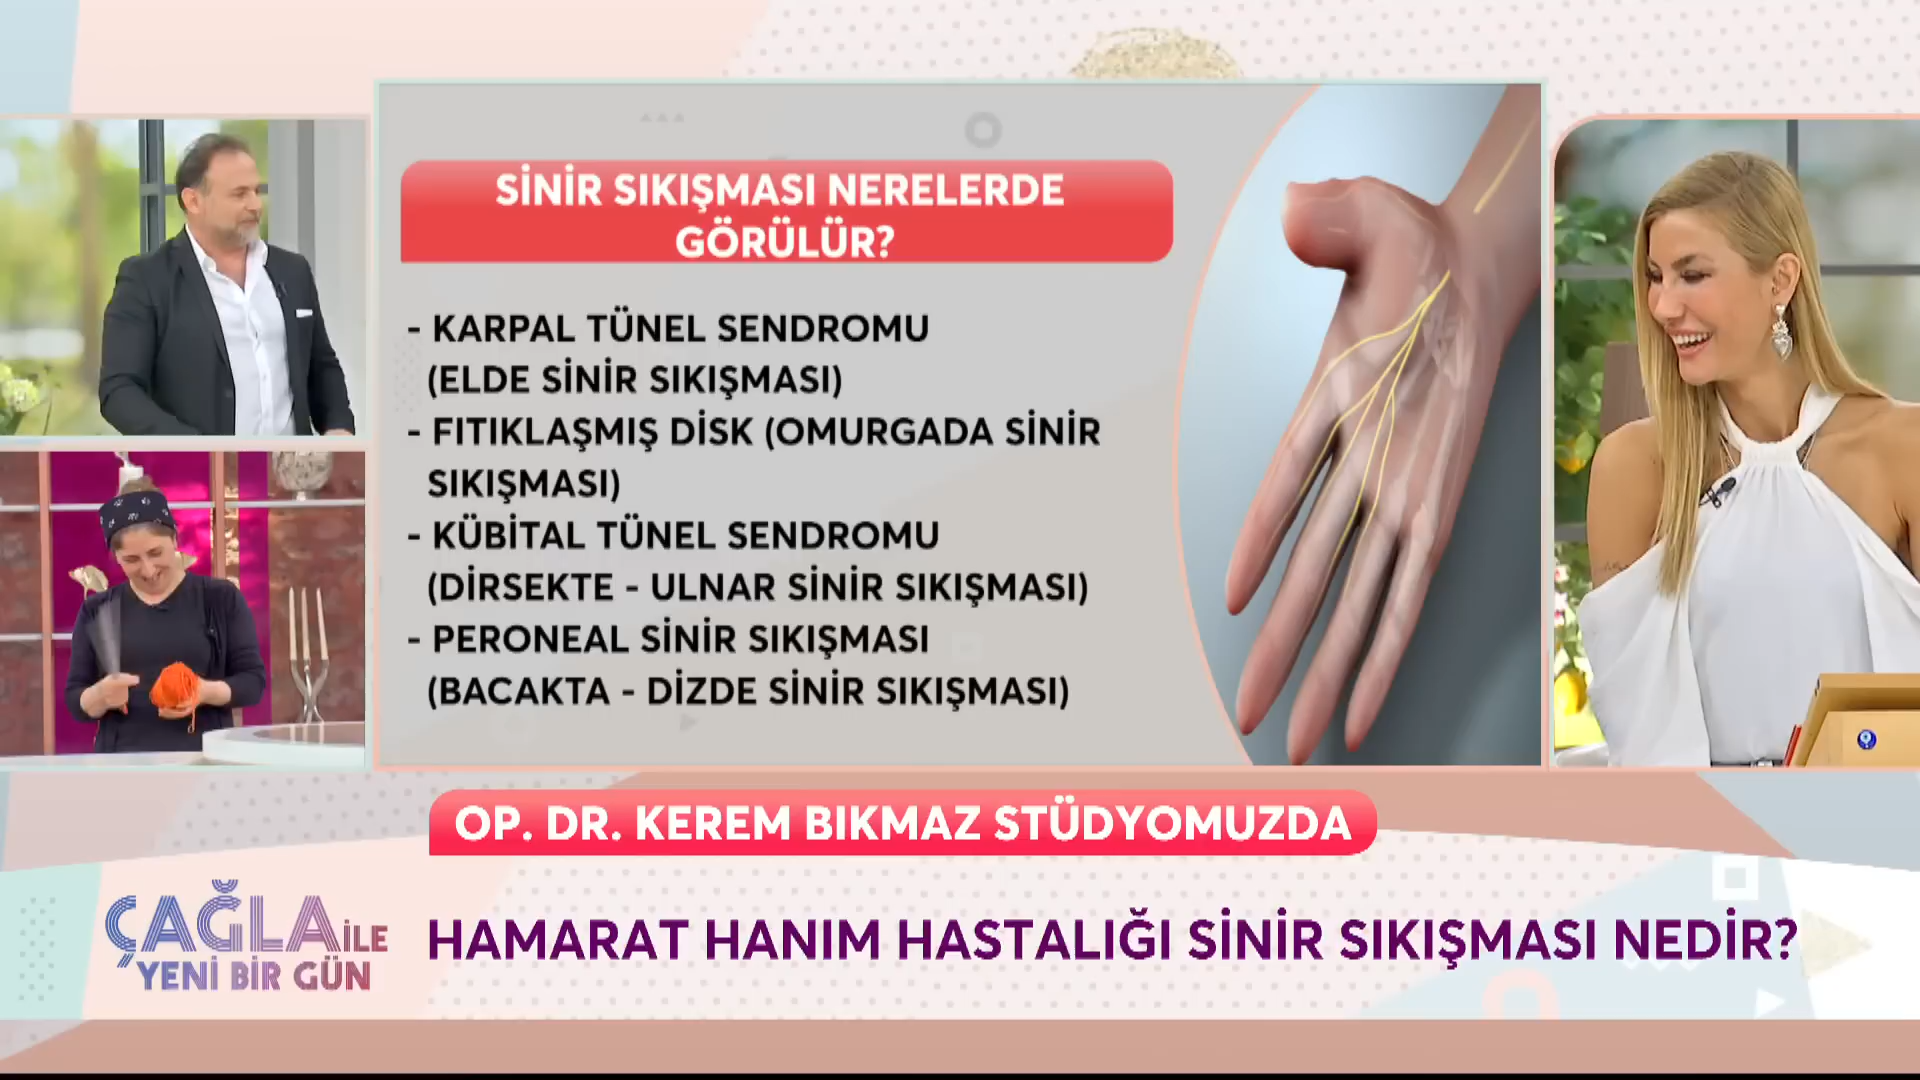 SİNİR SIKIŞMASI NERELERDE
GÖRÜLÜR?
- KARPAL TÜNEL SENDROMU
(ELDE SİNİR SIKIŞMASI)
- FITIKLAŞMIŞ DİSK (OMURGADA SİNİR
SIKIŞMASI)
- KÜBİTAL TÜNEL SENDROMU
(DİRSEKTE - ULNAR SİNİR SIKIŞMASI)
- PERONEAL SİNİR SIKIŞMASI
(BACAKTA - DİZDE SİNİR SIKIŞMASI)
OP. DR. KEREM BIKMAZ STÜDYOMUZDA
ÇAĞLA İLE
YENİ BİR GÜN
HAMARAT HANIM HASTALIĞI SİNİR SIKIŞMASI NEDİR?